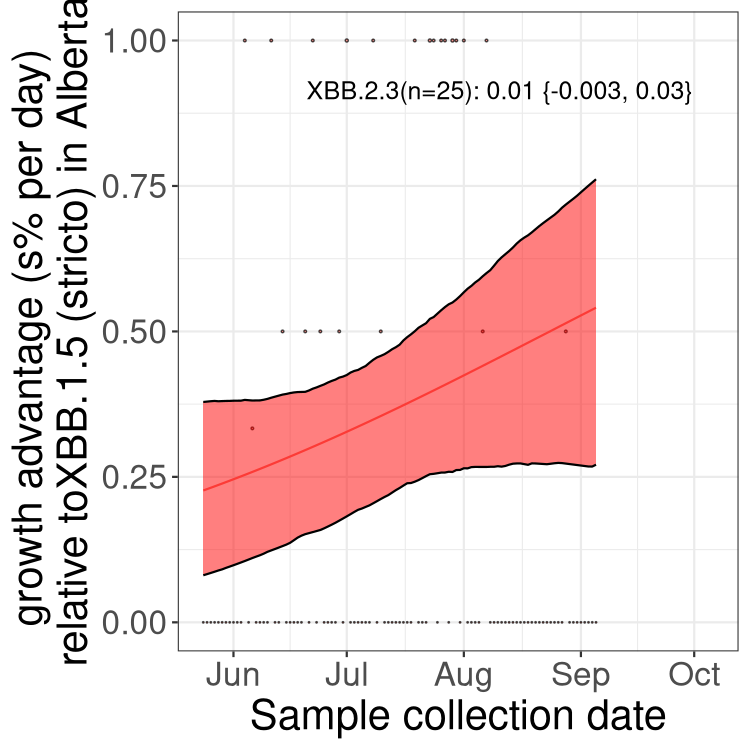 growth advantage (s% per day)
relative toXBB.1.5 (stricto) in Alberta
1.00
XBB.2.3(n=25): 0.01 {-0.003, 0.03}
0.75
0.50
0.25
0.00
Jun Jul Aug Sep Oct
Sample collection date